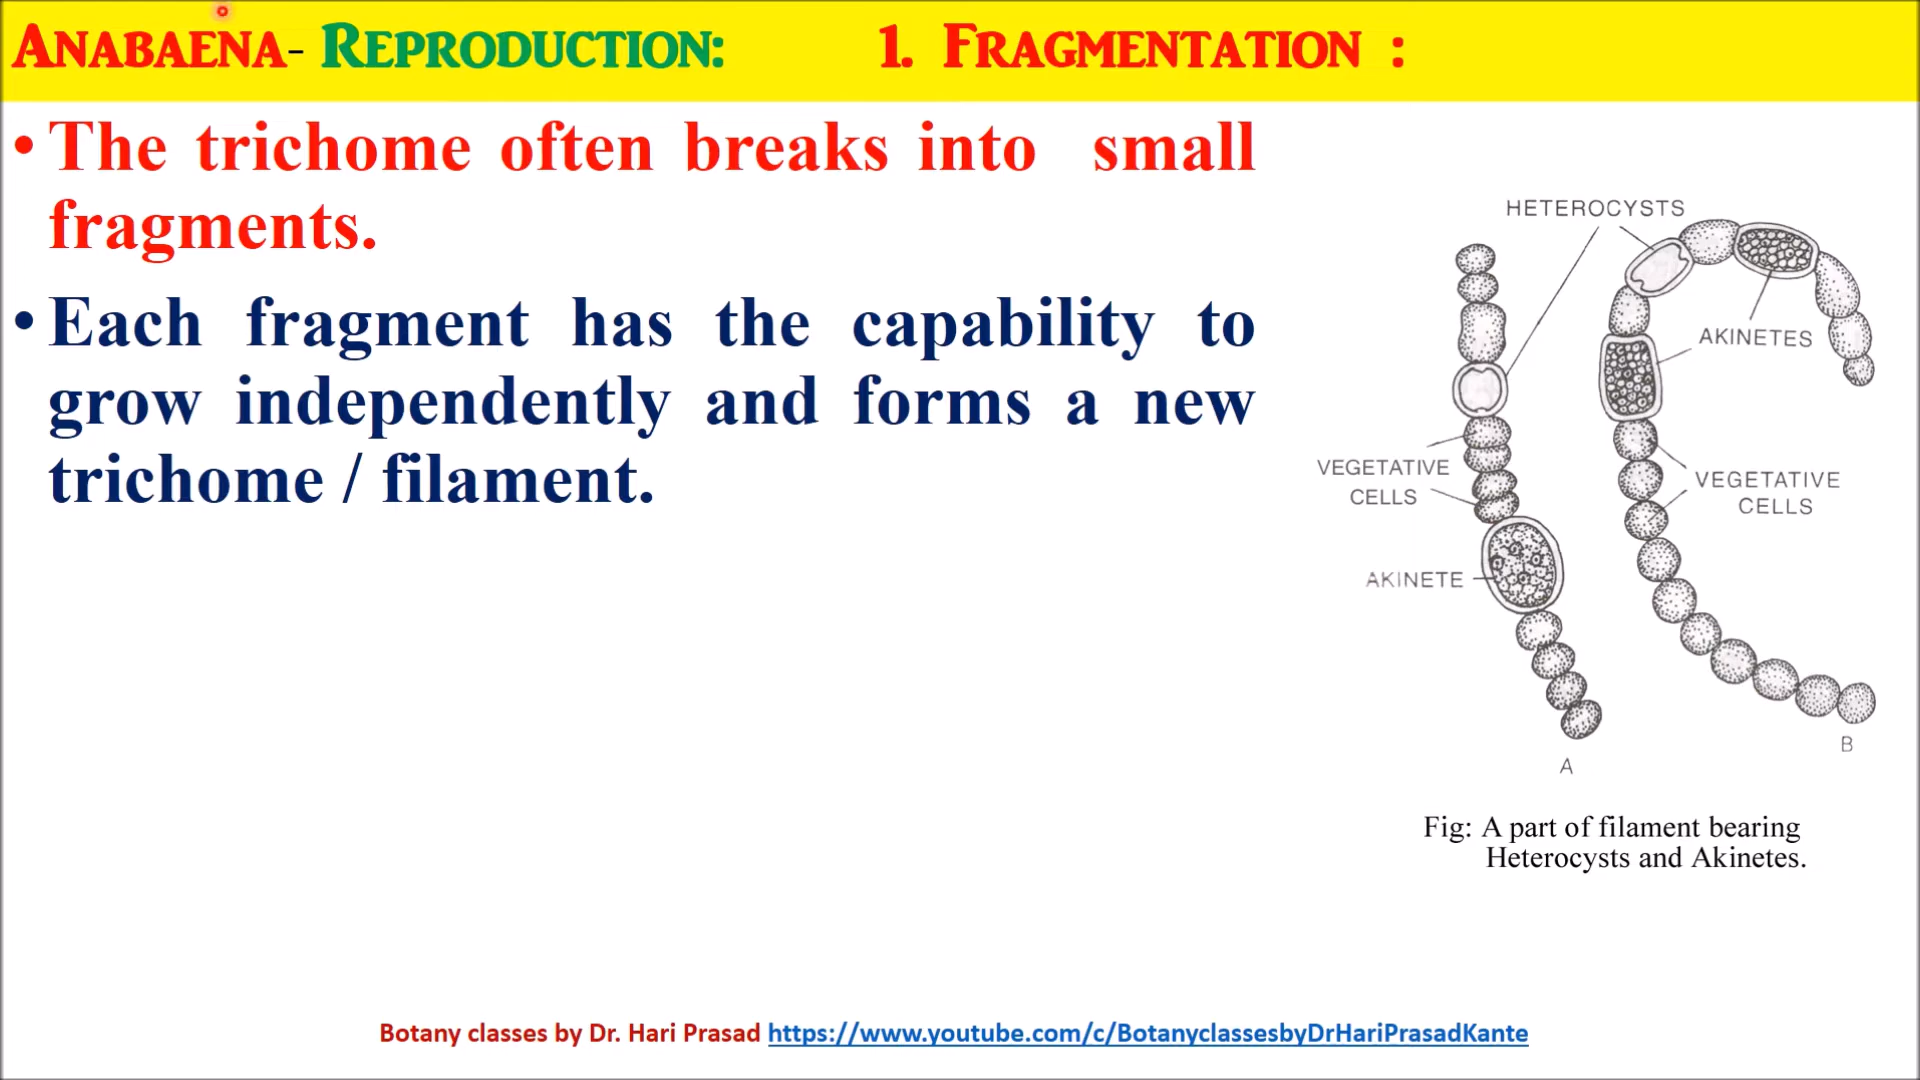 ANABAENA- REPRODUCTION: 1. FRAGMENTATION :
• The trichome often breaks into small
fragments.
• Each fragment has the capability to
grow independently and forms a new
trichome / filament.
HETEROCYSTS
AKINETES
VEGETATIVE
CELLS
VEGETATIVE
CELLS
AKINETE
B
A
Fig: A part of filament bearing
Heterocysts and Akinetes.
Botany classes by Dr. Hari Prasad https://www.youtube.com/c/BotanyclassesbyDrHariPrasadKante